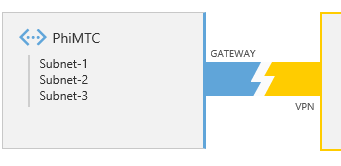 PhiMTC
Subnet-1
Subnet-2
Subnet-3
GATEWAY
VPN